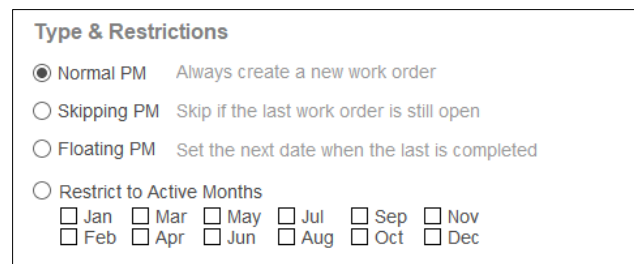 Type & Restrictions
Normal PM Always create a new work order
Skipping PM Skip if the last work order is still open
Floating PM Set the next date when the last is completed
Restrict to Active Months
Jan Mar May Jul Sep Nov
Feb Apr Jun Aug Oct Dec